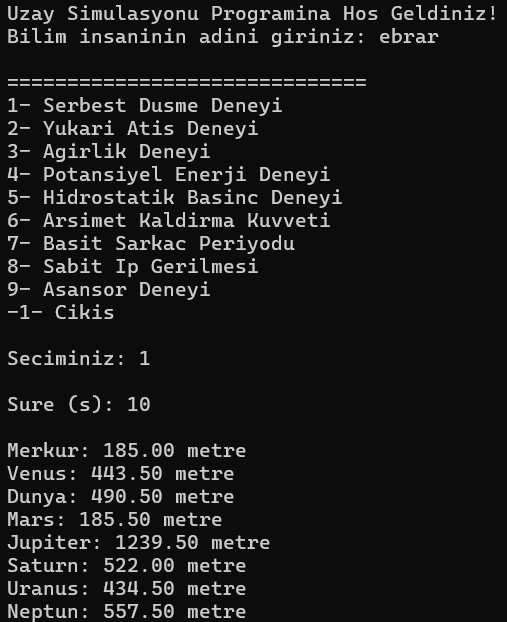 Uzay Simulasyonu Programina Hos Geldiniz!
Bilim insaninin adini giriniz: ebrar
==============================
1- Serbest Dusme Deneyi
2- Yukari Atis Deneyi
3- Agirlik Deneyi
4- Potansiyel Enerji Deneyi
5- Hidrostatik Basinc Deneyi
6- Arsimet Kaldirma Kuvveti
7- Basit Sarkac Periyodu
8- Sabit Ip Gerilmesi
9- Asansor Deneyi
-1- Cikis
Seciminiz: 1
Sure (s): 10
Merkur: 185.00 metre
Venus: 443.50 metre
Dunya: 490.50 metre
Mars: 185.50 metre
Jupiter: 1239.50 metre
Saturn: 522.00 metre
Uranus: 434.50 metre
Neptun: 557.50 metre